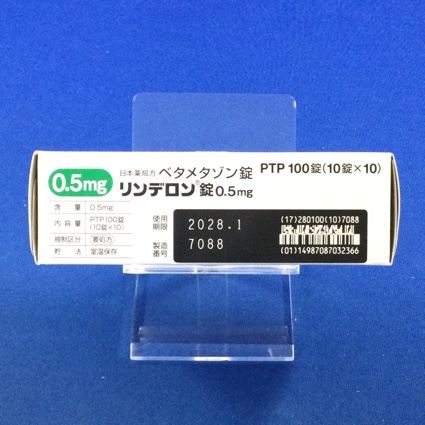 0.5mg
日本薬局方 ベタメタゾン錠 PTP 100錠(10錠×10)
リンデロン®錠0.5mg
含量 0.5mg
内容量 PTP100錠
(10錠×10)
規制区分 要処方
貯法 室温保存
使用
期限 2028.1
製造
番号 7088
(17)280100(10)7088
(01)14987087032366